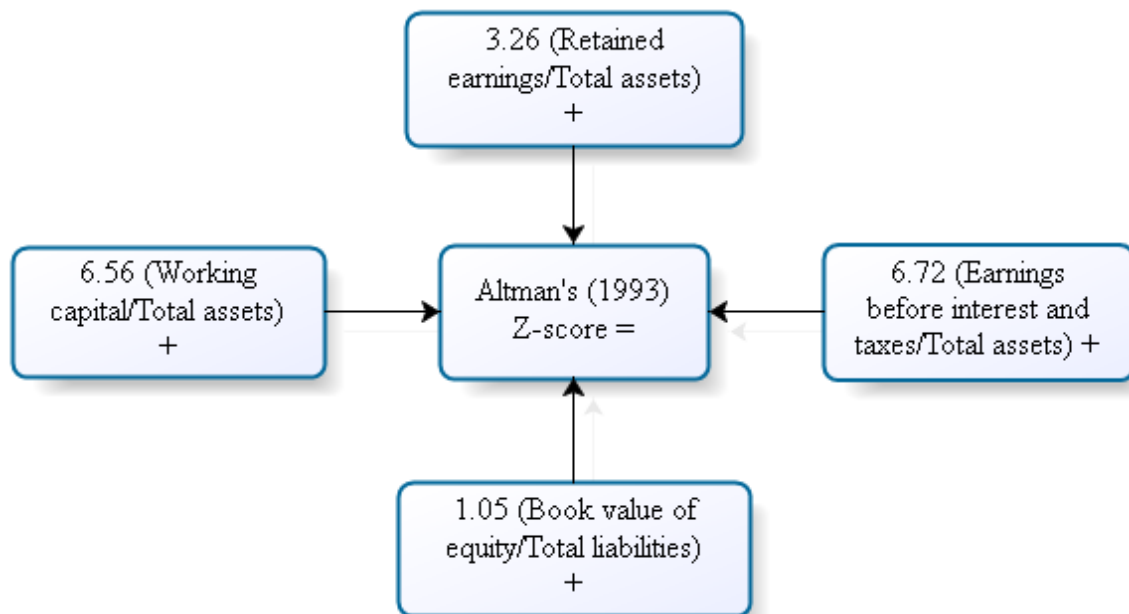 3.26 (Retained
earnings/Total assets)
+
6.56 (Working
capital/Total assets)
+
Altman's (1993)
Z-score =
6.72 (Earnings
before interest and
taxes/Total assets) +
1.05 (Book value of
equity/Total liabilities)
+